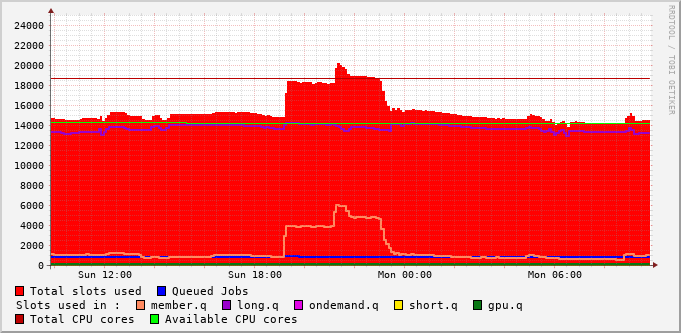 24000
22000
20000
18000
16000
14000
12000
10000
8000
6000
4000
2000
0
Sun 12:00 Sun 18:00 Mon 00:00 Mon 06:00
RRDTOOL / TOBI OETIKER
Total slots used Queued Jobs
Slots used in : member.q long.q ondemand.q short.q gpu.q
Total CPU cores Available CPU cores